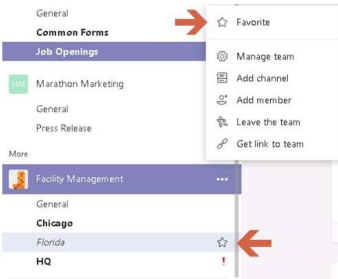 General
Common Forms
Job Openings
MM Marathon Marketing
General
Press Release
More
Facility Management ...
General
Chicago
Florida
HQ !
Favorite
Manage team
Add channel
Add member
Leave the team
Get link to team